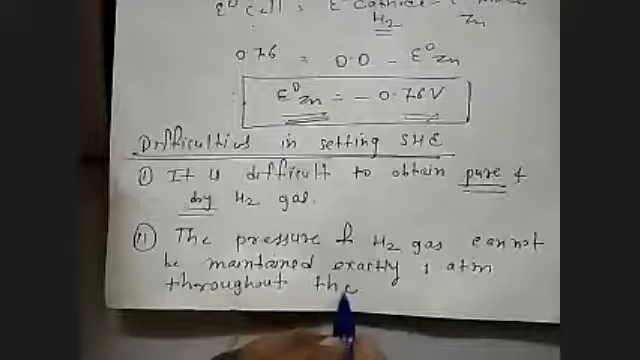 E° cell = E° Cathode -
H₂ Zn
0.76 = 0.0 - E°Zn
E°Zn = - 0.76V
Difficulties in setting SHE
(i) It is difficult to obtain pure &
dry H₂ gas.
(ii) The pressure of H₂ gas cannot
be maintained exactly 1 atm
throughout the